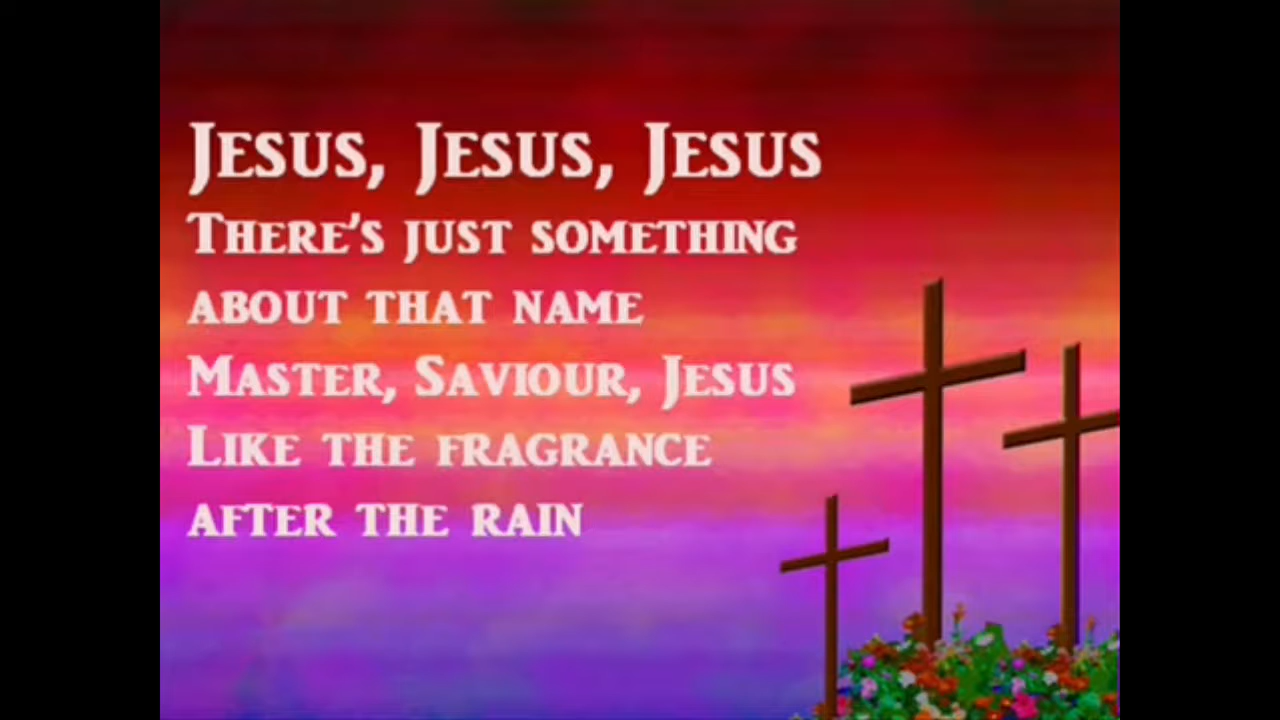 Jesus, Jesus, Jesus
There's just something
about that name
Master, Saviour, Jesus
Like the fragrance
after the rain